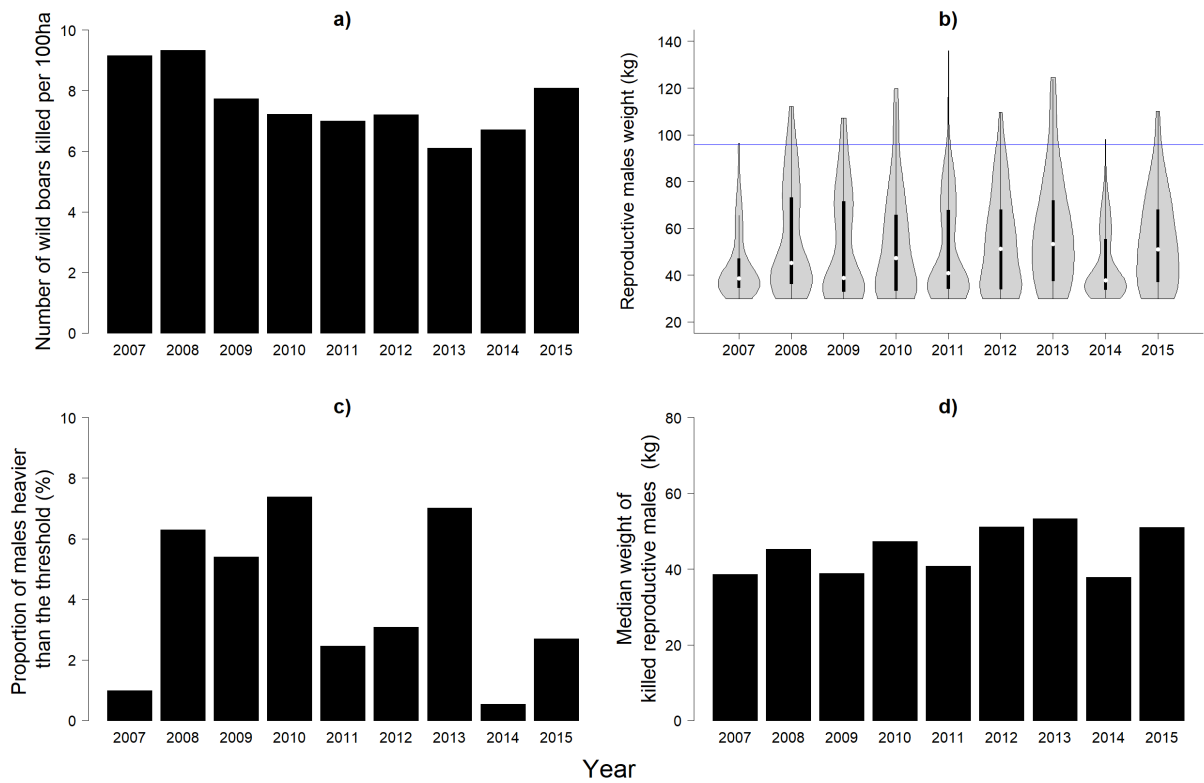 a)
Number of wild boars killed per 100ha
10
8
6
4
2
0
2007 2008 2009 2010 2011 2012 2013 2014 2015
b)
Reproductive males weight (kg)
140
120
100
80
60
40
20
2007 2008 2009 2010 2011 2012 2013 2014 2015
c)
Proportion of males heavier
than the threshold (%)
10
8
6
4
2
0
2007 2008 2009 2010 2011 2012 2013 2014 2015
d)
Median weight of
killed reproductive males (kg)
80
60
40
20
0
2007 2008 2009 2010 2011 2012 2013 2014 2015
Year